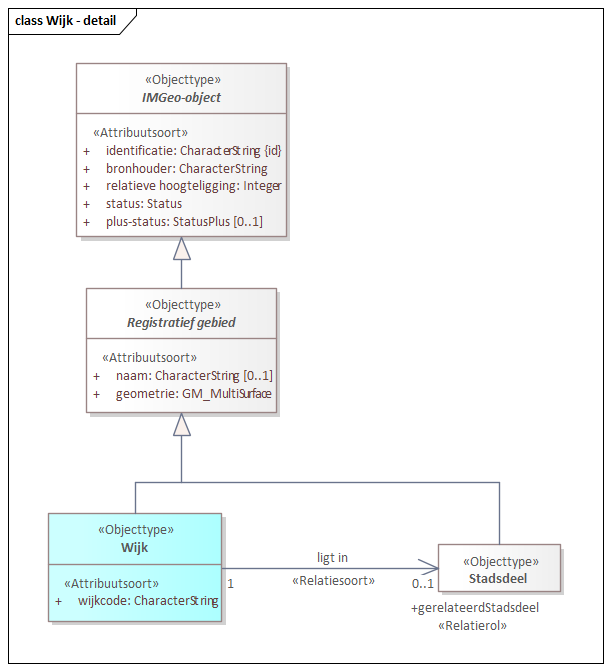 class Wijk - detail
«Objecttype»
IMGeo-object
«Attribuutsoort»
+ identificatie: CharacterString {id}
+ bronhouder: CharacterString
+ relatieve hoogteligging: Integer
+ status: Status
+ plus-status: StatusPlus [0..1]
«Objecttype»
Registratief gebied
«Attribuutsoort»
+ naam: CharacterString [0..1]
+ geometrie: GM_MultiSurface
«Objecttype»
Wijk
«Attribuutsoort»
+ wijkcode: CharacterString
ligt in
1 «Relatiesoort» 0..1
«Objecttype»
Stadsdeel
+gerelateerdStadsdeel
«Relatierol»